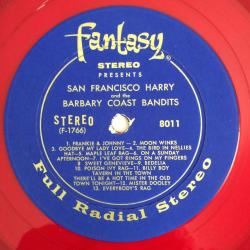 Fantasy
STEREO
PRESENTS
SAN FRANCISCO HARRY
and the
BARBARY COAST BANDITS
STEREO
(F-1766)
8011
1. FRANKIE & JOHNNY - 2. MOON WINKS
3. GOODBYE MY LADY LOVE - 4. THE BIRD IN NELLIES
HAT - 5. MAPLE LEAF RAG - 6. ON A SUNDAY
AFTERNOON - 7. I'VE GOT RINGS ON MY FINGERS
8. SWEET GENEVIEVE - 9. BEDELIA
10. POISON IVY RAG - 11. BILLY BOY
TAVERN IN THE TOWN
THERE'LL BE A HOT TIME IN THE OLD
TOWN TONIGHT - 12. MISTER DOOLEY
13. EVERYBODY'S RAG
Full Radial Stereo